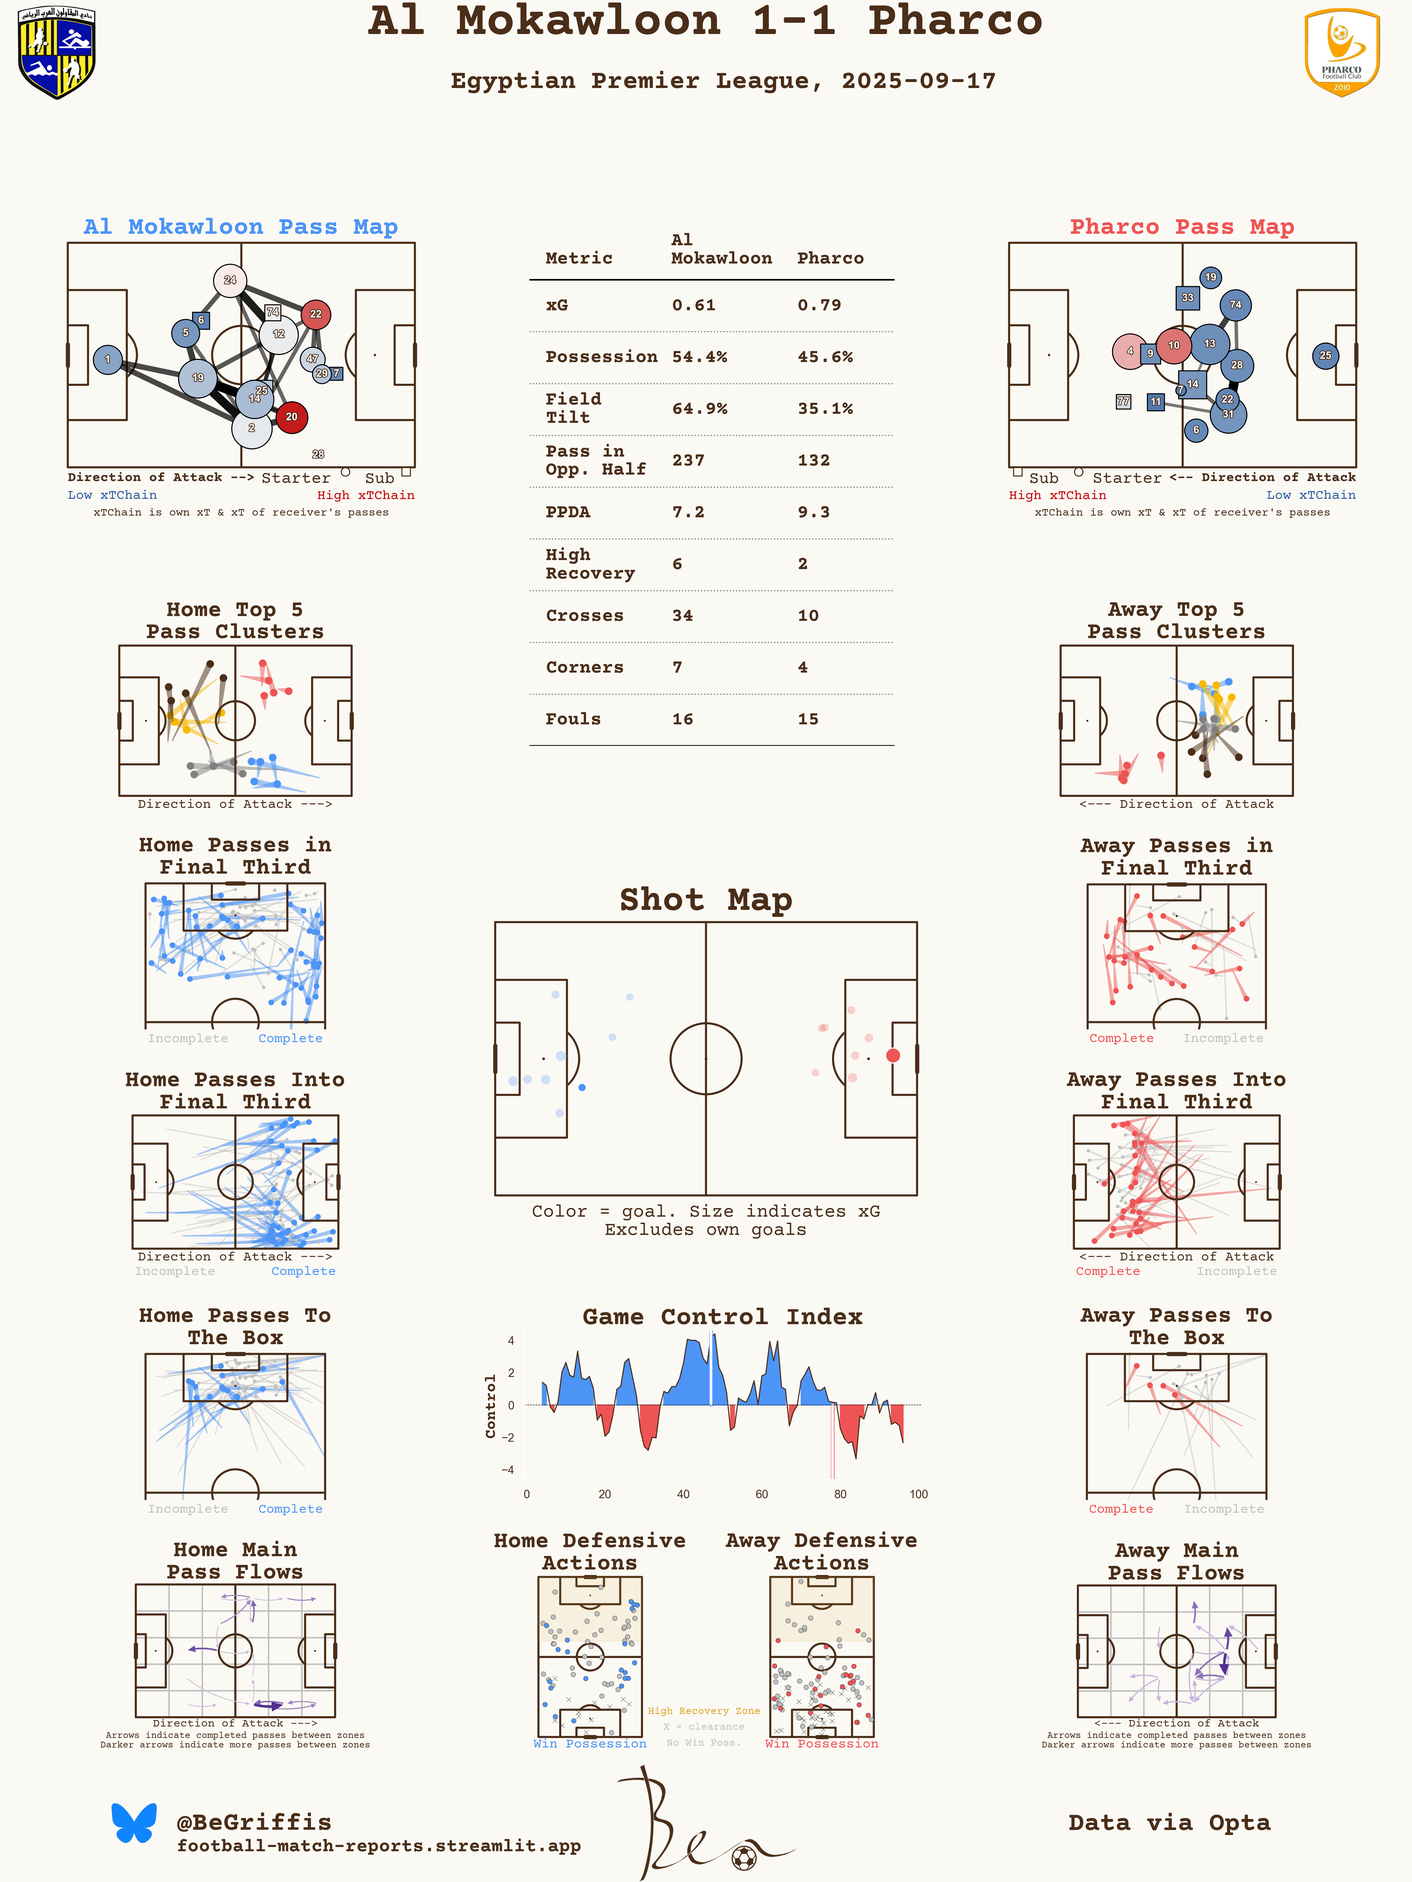 Al Mokawloon 1-1 Pharco
Egyptian Premier League, 2025-09-17
نادى المقاولون العرب الرياضى
PHARCO
Football Club
2010
Al Mokawloon Pass Map
24
74
22
6
5
12
1
47
19
29
7
25
14
20
2
28
Direction of Attack --> Starter Sub
Low xTChain High xTChain
xTChain is own xT & xT of receiver's passes
Metric Al Mokawloon Pharco
xG 0.61 0.79
Possession 54.4% 45.6%
Field Tilt 64.9% 35.1%
Pass in Opp. Half 237 132
PPDA 7.2 9.3
High Recovery 6 2
Crosses 34 10
Corners 7 4
Fouls 16 15
Pharco Pass Map
19
33
74
4
9
10
13
25
28
14
7
77
11
22
31
6
Sub Starter <-- Direction of Attack
High xTChain Low xTChain
xTChain is own xT & xT of receiver's passes
Home Top 5
Pass Clusters
Direction of Attack --->
Away Top 5
Pass Clusters
<--- Direction of Attack
Home Passes in
Final Third
Incomplete Complete
Away Passes in
Final Third
Complete Incomplete
Shot Map
Color = goal. Size indicates xG
Excludes own goals
Home Passes Into
Final Third
Direction of Attack --->
Incomplete Complete
Away Passes Into
Final Third
<--- Direction of Attack
Complete Incomplete
Home Passes To
The Box
Incomplete Complete
Game Control Index
Control
4
2
0
−2
−4
0 20 40 60 80 100
Away Passes To
The Box
Complete Incomplete
Home Main
Pass Flows
Direction of Attack --->
Arrows indicate completed passes between zones
Darker arrows indicate more passes between zones
Home Defensive
Actions
Win Possession
High Recovery Zone
X = clearance
No Win Poss.
Away Defensive
Actions
Win Possession
Away Main
Pass Flows
<--- Direction of Attack
Arrows indicate completed passes between zones
Darker arrows indicate more passes between zones
@BeGriffis
football-match-reports.streamlit.app
Ben
Data via Opta